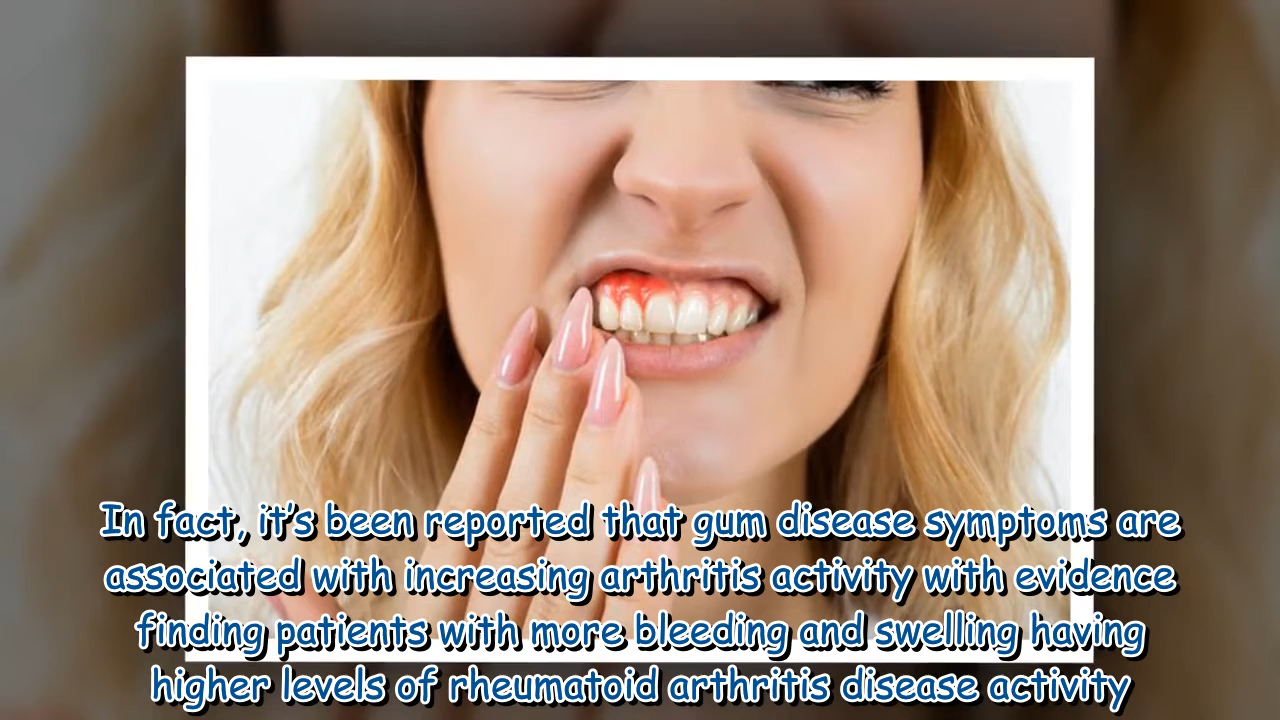 In fact, it's been reported that gum disease symptoms are
associated with increasing arthritis activity with evidence
finding patients with more bleeding and swelling having
higher levels of rheumatoid arthritis disease activity